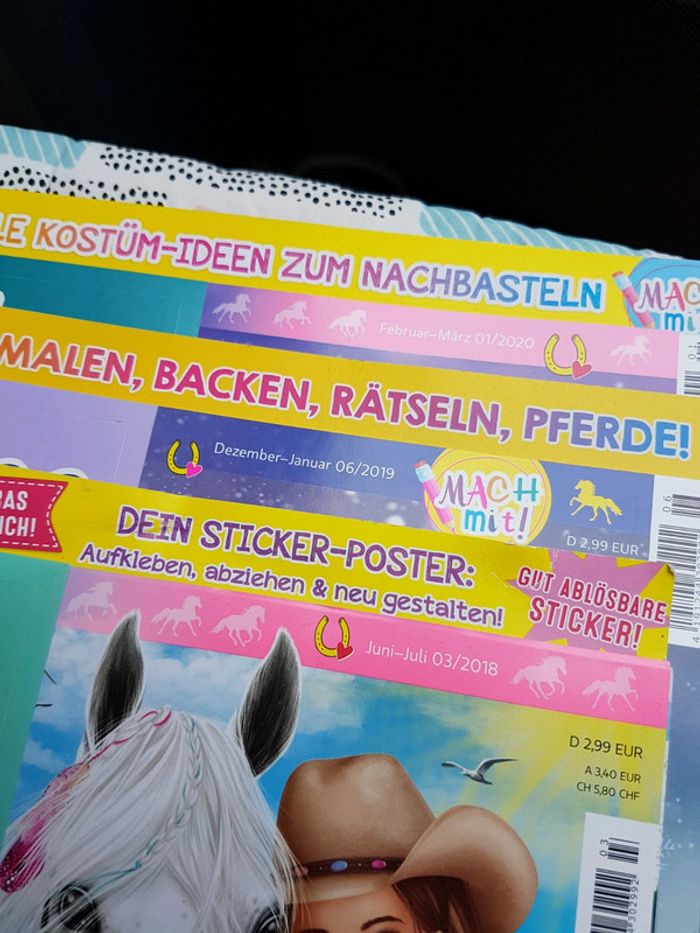 KOSTÜM-IDEEN ZUM NACHBASTELN
MACH
mit!
Februar–März 01/2020
MALEN, BACKEN, RÄTSELN, PFERDE!
Dezember–Januar 06/2019
MACH
mit!
D 2,99 EUR
06
DEIN STICKER-POSTER:
Aufkleben, abziehen & neu gestalten!
GUT ABLÖSBARE
STICKER!
Juni–Juli 03/2018
D 2,99 EUR
A 3,40 EUR
CH 5,80 CHF
03